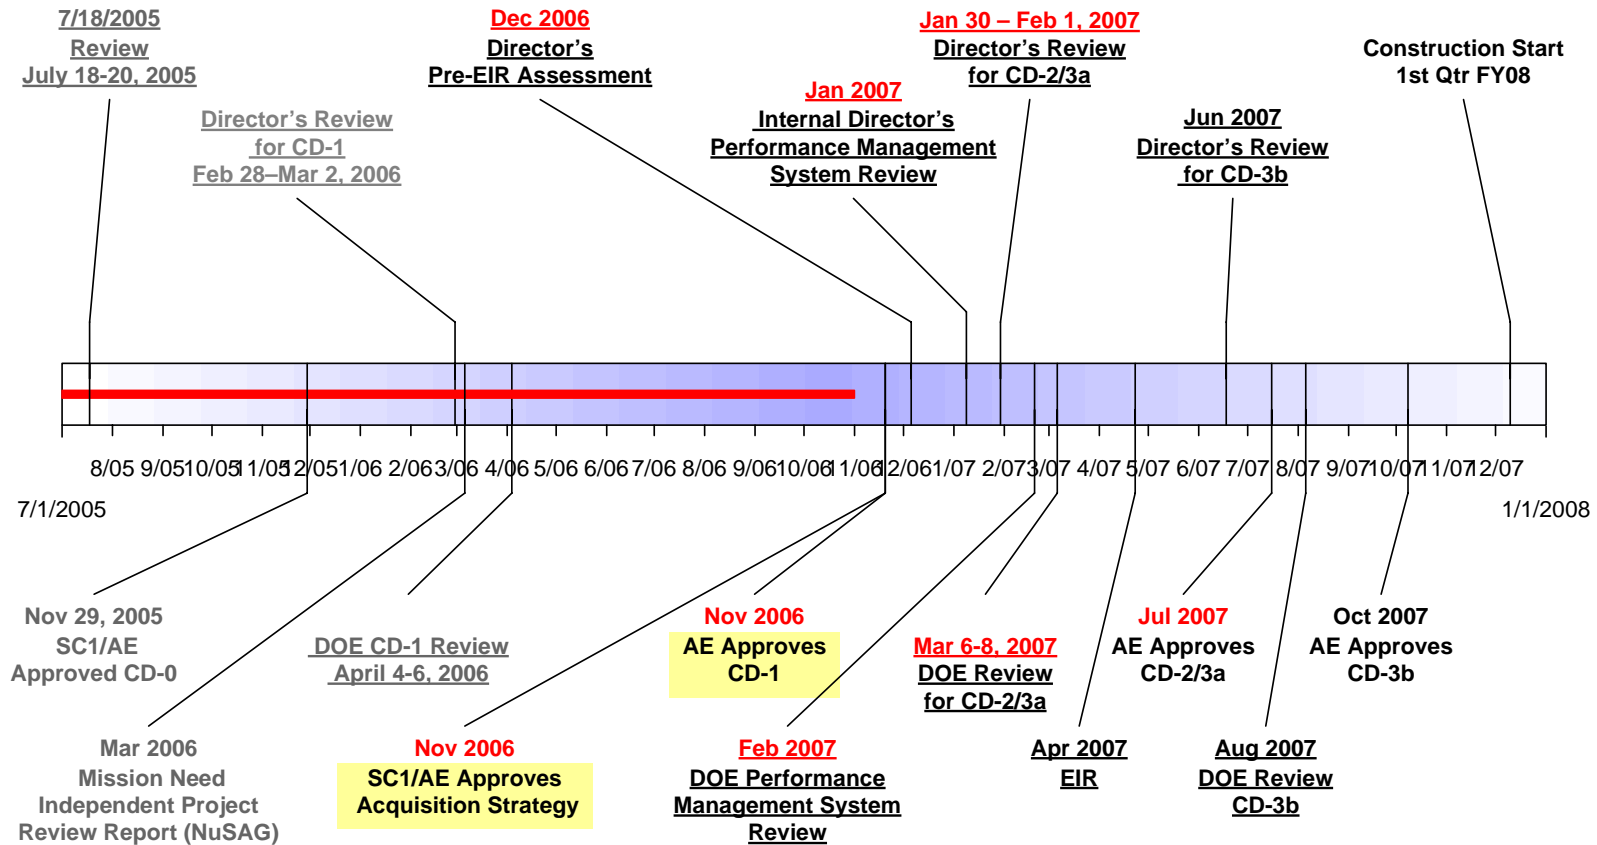 7/18/2005
Review
July 18-20, 2005
Director’s Review
for CD-1
Feb 28–Mar 2, 2006
Dec 2006
Director’s
Pre-EIR Assessment
Jan 2007
Internal Director’s
Performance Management
System Review
Jan 30 – Feb 1, 2007
Director’s Review
for CD-2/3a
Jun 2007
Director’s Review
for CD-3b
Construction Start
1st Qtr FY08
8/05 9/05 10/05 11/05 12/05 1/06 2/06 3/06 4/06 5/06 6/06 7/06 8/06 9/06 10/06 11/06 12/06 1/07 2/07 3/07 4/07 5/07 6/07 7/07 8/07 9/07 10/07 11/07 12/07
7/1/2005
1/1/2008
Nov 29, 2005
SC1/AE
Approved CD-0
DOE CD-1 Review
April 4-6, 2006
Nov 2006
AE Approves
CD-1
Mar 6-8, 2007
DOE Review
for CD-2/3a
Jul 2007
AE Approves
CD-2/3a
Oct 2007
AE Approves
CD-3b
Mar 2006
Mission Need
Independent Project
Review Report (NuSAG)
Nov 2006
SC1/AE Approves
Acquisition Strategy
Feb 2007
DOE Performance
Management System
Review
Apr 2007
EIR
Aug 2007
DOE Review
CD-3b